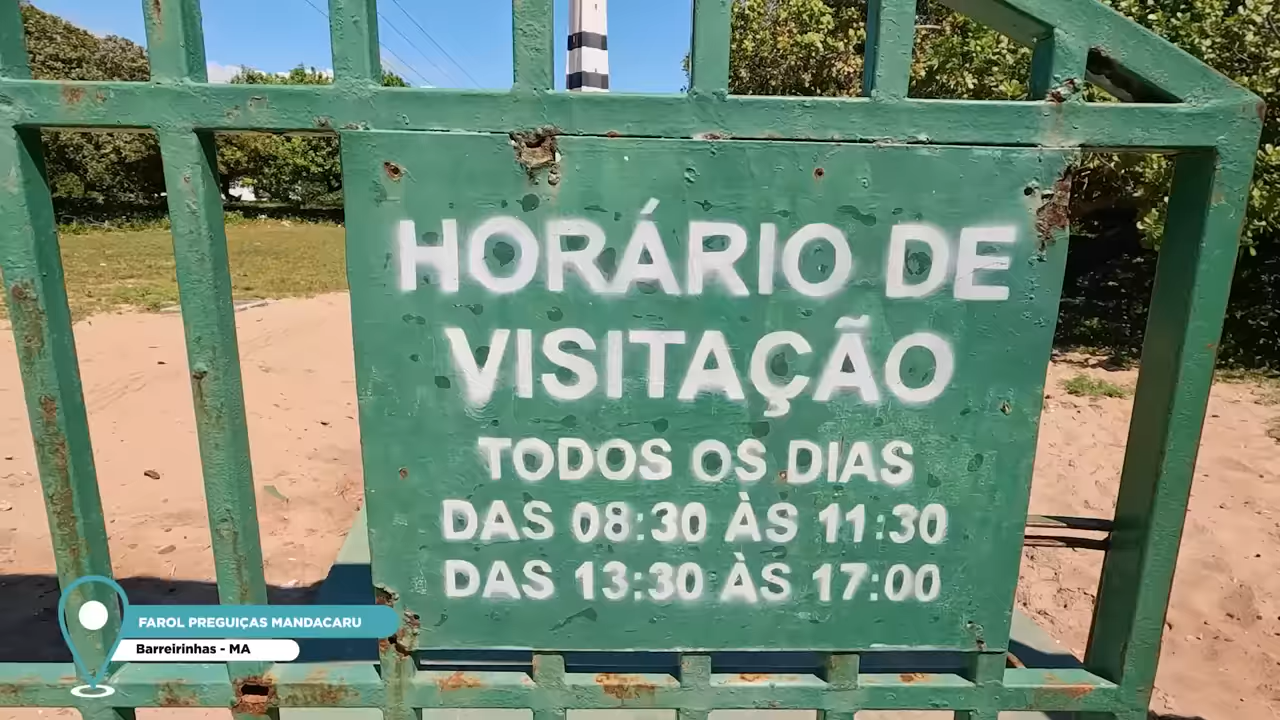 HORÁRIO DE
VISITAÇÃO
TODOS OS DIAS
DAS 08:30 ÀS 11:30
DAS 13:30 ÀS 17:00
FAROL PREGUIÇAS MANDACARU
Barreirinhas - MA